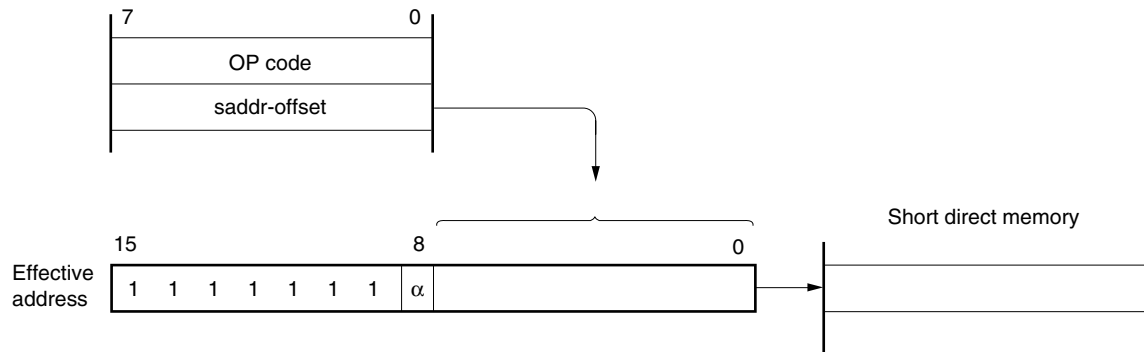 7 0
OP code
saddr-offset
Short direct memory
15 8 0
Effective
address
1 1 1 1 1 1 1 α